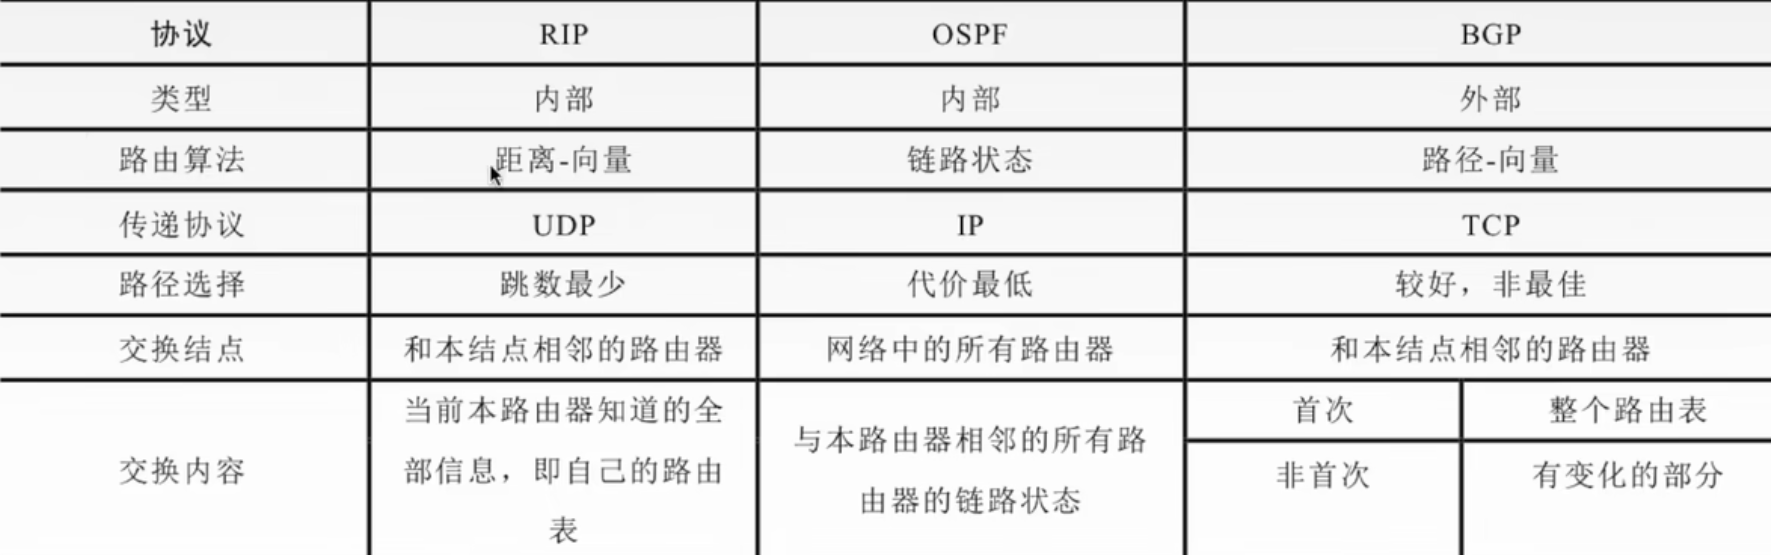 协议 RIP OSPF BGP
类型 内部 内部 外部
路由算法 距离-向量 链路状态 路径-向量
传递协议 UDP IP TCP
路径选择 跳数最少 代价最低 较好，非最佳
交换结点 和本结点相邻的路由器 网络中的所有路由器 和本结点相邻的路由器
交换内容
当前本路由器知道的全
部信息，即自己的路由
表
与本路由器相邻的所有路
由器的链路状态
首次 整个路由表
非首次 有变化的部分